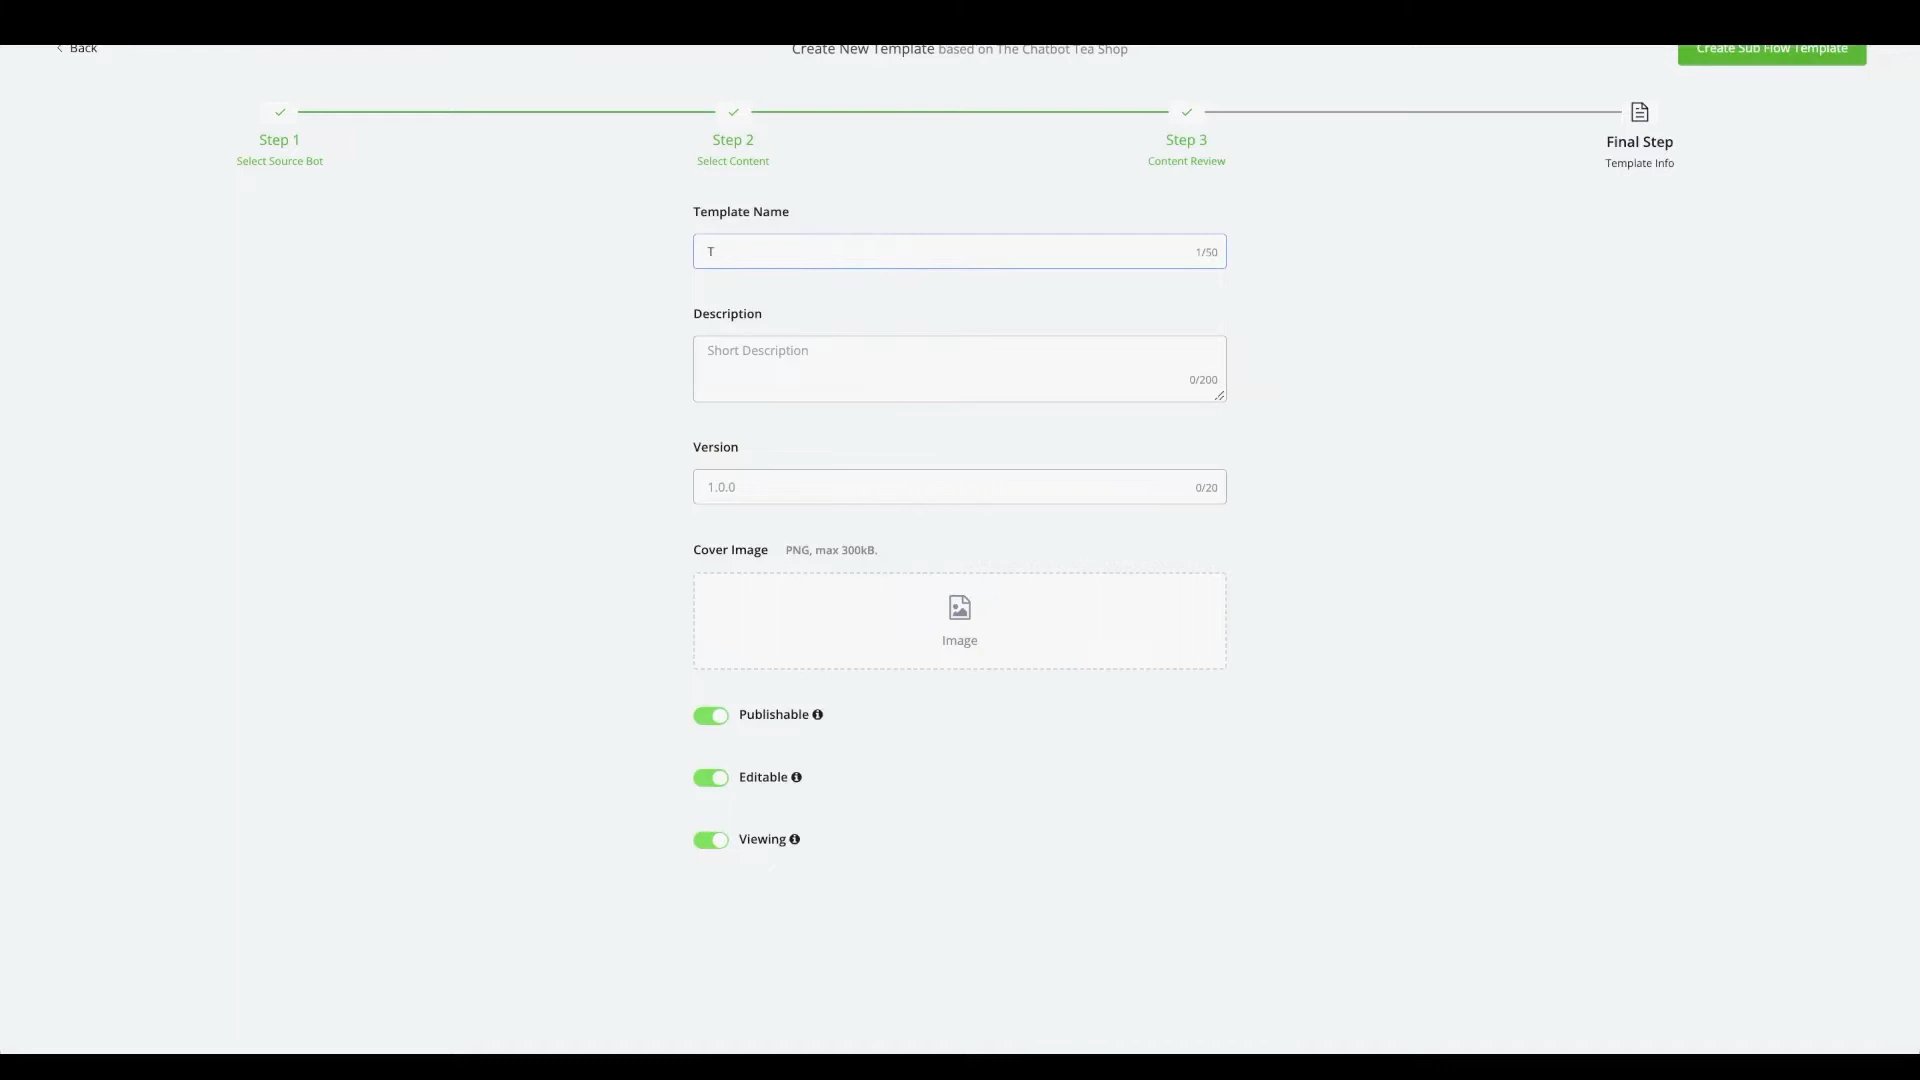 Back
Create New Template based on The Chatbot Tea Shop
Create Sub Flow Template
Step 1
Select Source Bot
Step 2
Select Content
Step 3
Content Review
Final Step
Template Info
Template Name
T
1/50
Description
Short Description
0/200
Version
1.0.0
0/20
Cover Image PNG, max 300kB.
Image
Publishable
Editable
Viewing